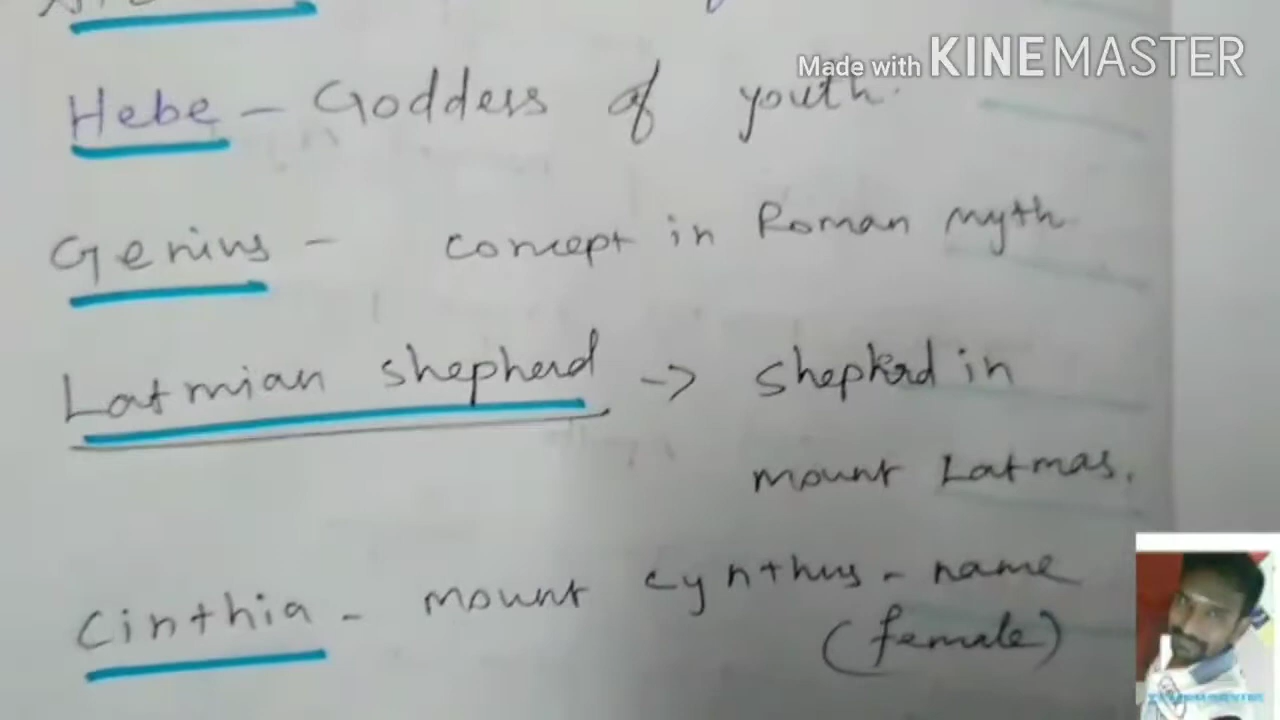 Made with KINEMASTER
Hebe - Goddess of youth.
Genius - concept in Roman myth
Latmian shepherd -> shepherd in
mount Latmas.
Cinthia - mount cynthus - name
(female)